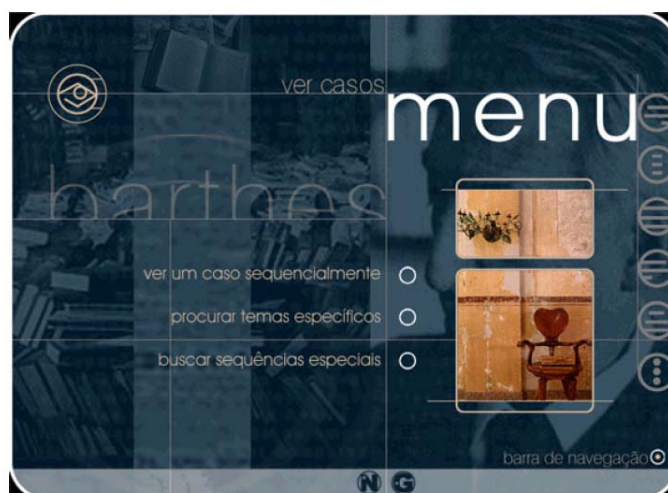 ver casos
menu
barthes
ver um caso sequencialmente
procurar temas específicos
buscar sequências especiais
barra de navegação
N G